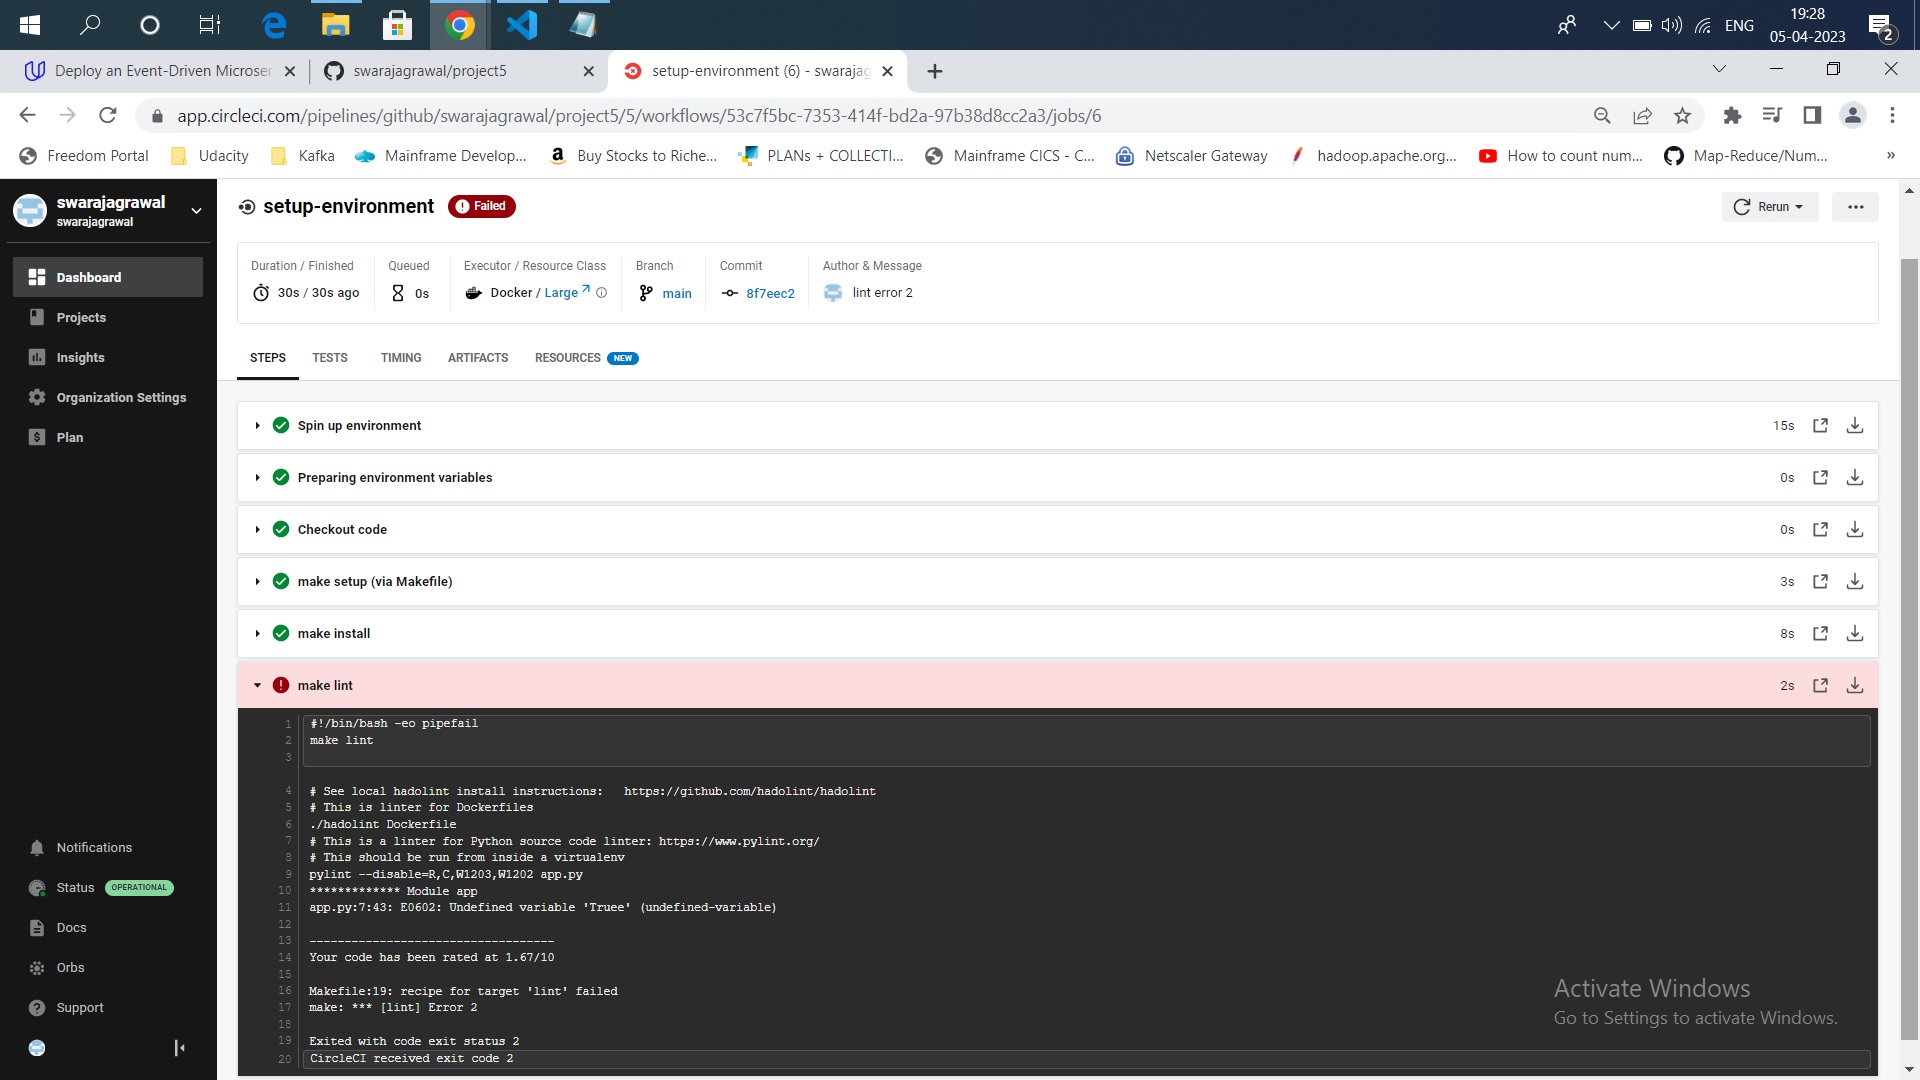 ENG
19:28
05-04-2023
2
Deploy an Event-Driven Microser
swarajagrawal/project5
setup-environment (6) - swarajag
app.circleci.com/pipelines/github/swarajagrawal/project5/5/workflows/53c7f5bc-7353-414f-bd2a-97b38d8cc2a3/jobs/6
Freedom Portal
Udacity
Kafka
Mainframe Develop...
Buy Stocks to Riche...
PLANs + COLLECTI...
Mainframe CICS - C...
Netscaler Gateway
hadoop.apache.org...
How to count num...
Map-Reduce/Num...
»
swarajagrawal
swarajagrawal
Dashboard
Projects
Insights
Organization Settings
Plan
Notifications
Status OPERATIONAL
Docs
Orbs
Support
setup-environment Failed
Rerun
Duration / Finished
30s / 30s ago
Queued
0s
Executor / Resource Class
Docker / Large
Branch
main
Commit
8f7eec2
Author & Message
lint error 2
STEPS TESTS TIMING ARTIFACTS RESOURCES NEW
Spin up environment 15s
Preparing environment variables 0s
Checkout code 0s
make setup (via Makefile) 3s
make install 8s
make lint 2s
1 #!/bin/bash -eo pipefail
2 make lint
3
4 # See local hadolint install instructions:   https://github.com/hadolint/hadolint
5 # This is linter for Dockerfiles
6 ./hadolint Dockerfile
7 # This is a linter for Python source code linter: https://www.pylint.org/
8 # This should be run from inside a virtualenv
9 pylint --disable=R,C,W1203,W1202 app.py
10 ************* Module app
11 app.py:7:43: E0602: Undefined variable 'Truee' (undefined-variable)
12
13 -----------------------------------
14 Your code has been rated at 1.67/10
15
16 Makefile:19: recipe for target 'lint' failed
17 make: *** [lint] Error 2
18
19 Exited with code exit status 2
20 CircleCI received exit code 2
Activate Windows
Go to Settings to activate Windows.